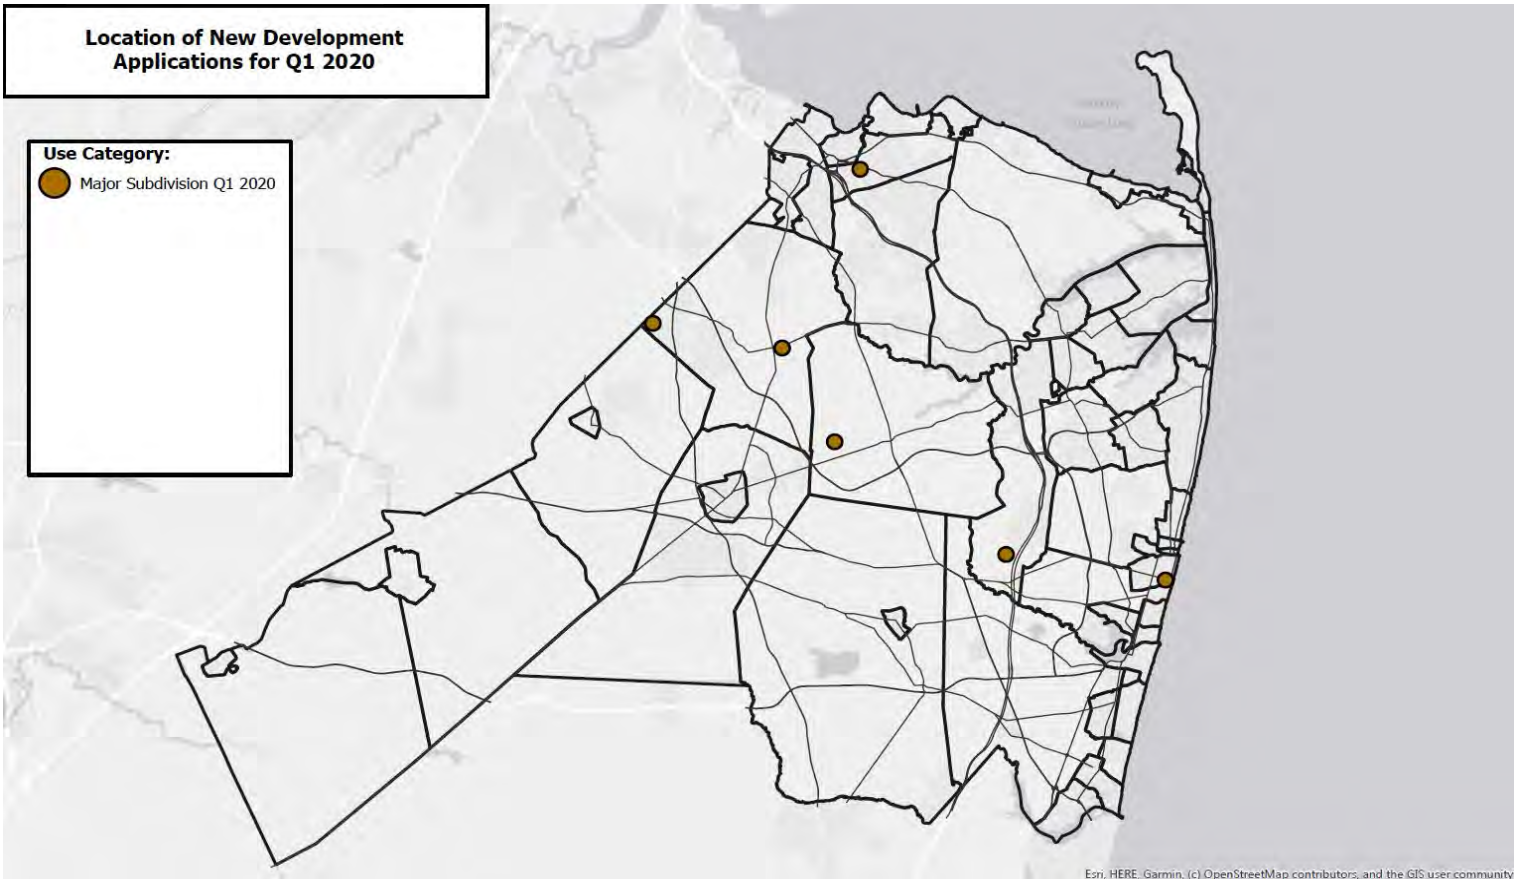 Location of New Development
Applications for Q1 2020
Use Category:
Major Subdivision Q1 2020
Esri, HERE, Garmin, (c) OpenStreetMap contributors, and the GIS user community